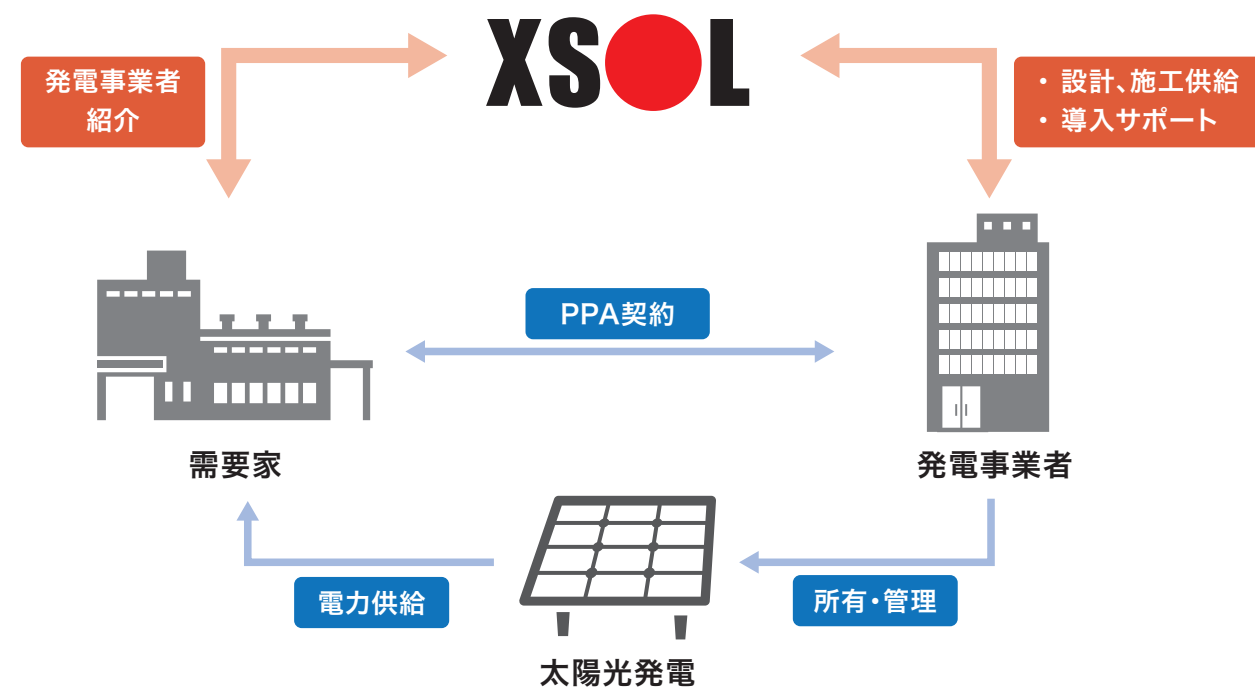 XSOL
発電事業者
紹介
・ 設計、施工供給
・ 導入サポート
PPA契約
需要家
発電事業者
電力供給
所有・管理
太陽光発電